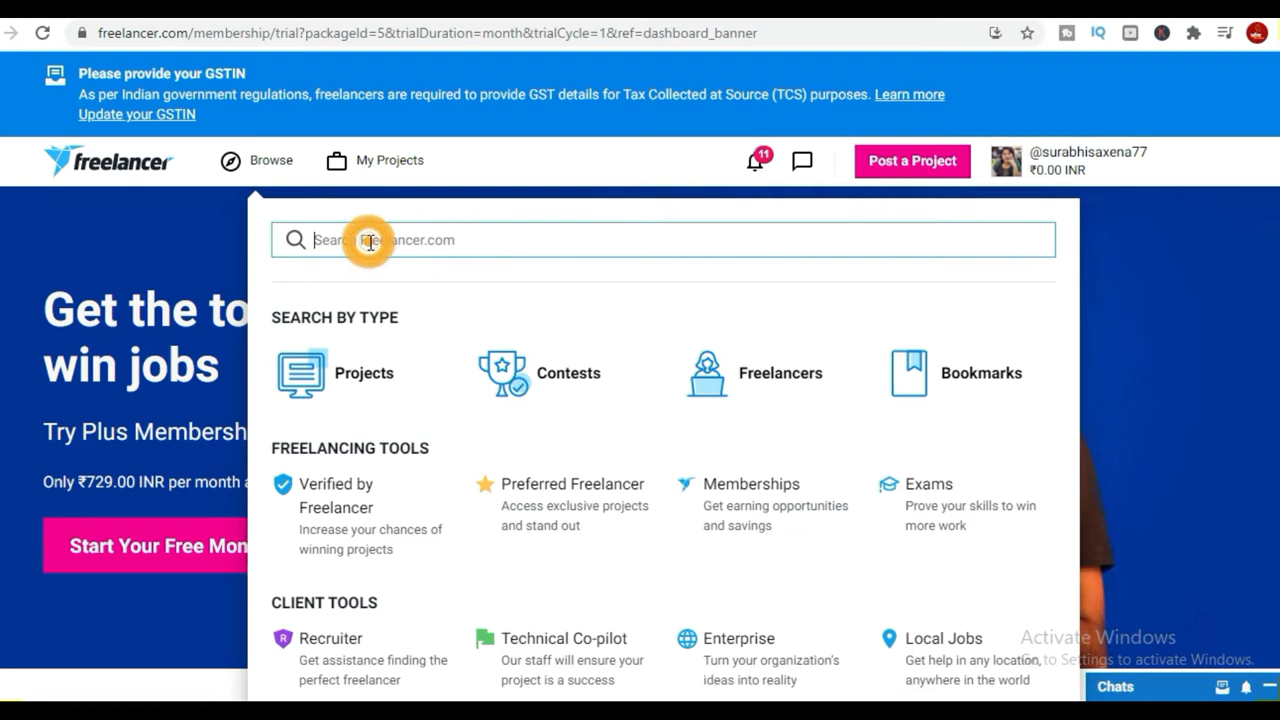 freelancer.com/membership/trial?packageId=5&trialDuration=month&trialCycle=1&ref=dashboard_banner
Please provide your GSTIN
As per Indian government regulations, freelancers are required to provide GST details for Tax Collected at Source (TCS) purposes. Learn more
Update your GSTIN
freelancer
Browse
My Projects
11
Post a Project
@surabhisaxena77
₹0.00 INR
Search Freelancer.com
Get the to
win jobs
Try Plus Membersh
Only ₹729.00 INR per month a
Start Your Free Mon
SEARCH BY TYPE
Projects
Contests
Freelancers
Bookmarks
FREELANCING TOOLS
Verified by
Freelancer
Increase your chances of
winning projects
Preferred Freelancer
Access exclusive projects
and stand out
Memberships
Get earning opportunities
and savings
Exams
Prove your skills to win
more work
CLIENT TOOLS
Recruiter
Get assistance finding the
perfect freelancer
Technical Co-pilot
Our staff will ensure your
project is a success
Enterprise
Turn your organization's
ideas into reality
Local Jobs
Get help in any location,
anywhere in the world
Activate Windows
Go to Settings to activate Windows.
Chats